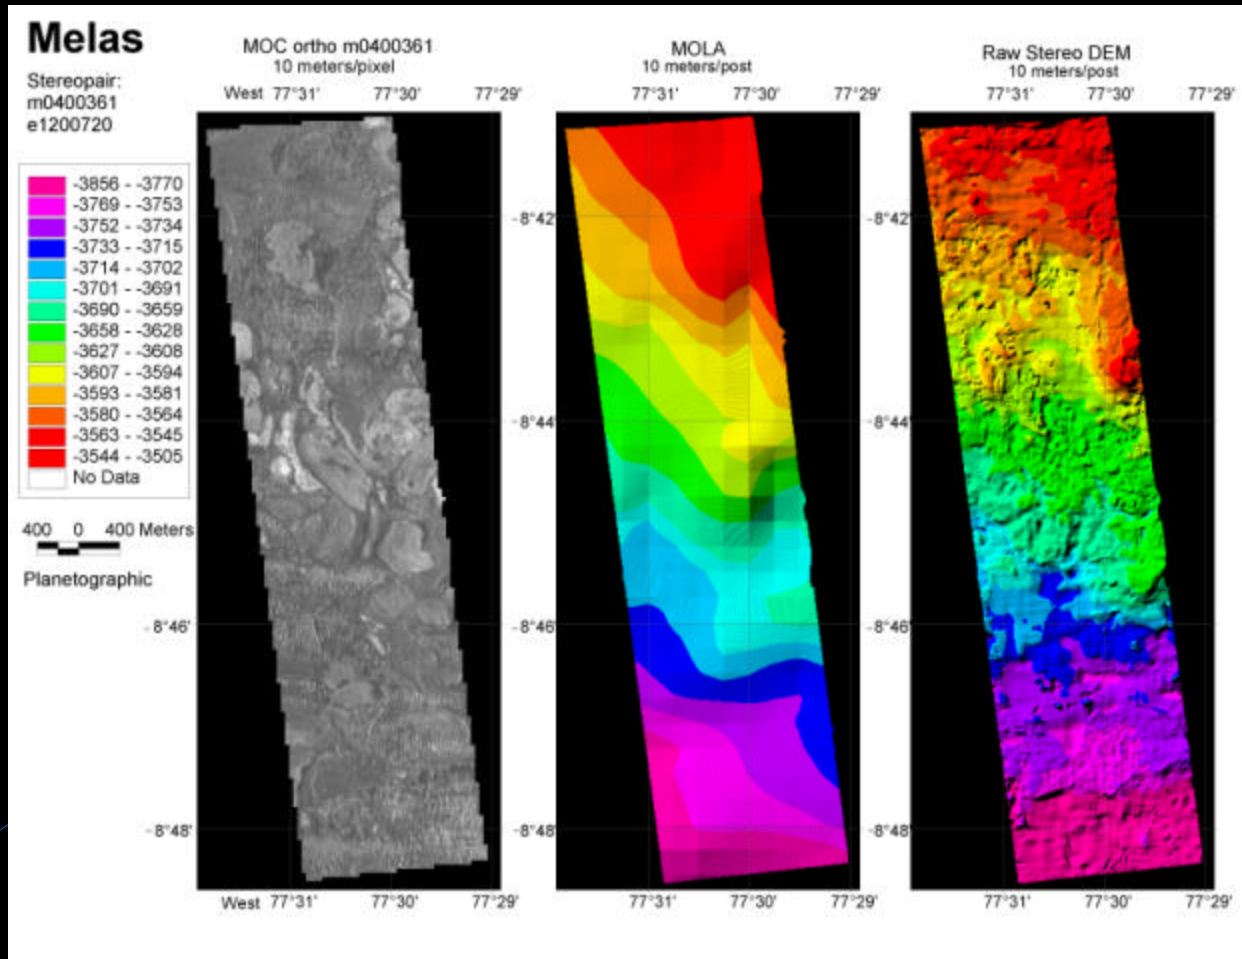 Melas
Stereopair:
m0400361
e1200720
-3856 - -3770
-3769 - -3753
-3752 - -3734
-3733 - -3715
-3714 - -3702
-3701 - -3691
-3690 - -3659
-3658 - -3628
-3627 - -3608
-3607 - -3594
-3593 - -3581
-3580 - -3564
-3563 - -3545
-3544 - -3505
No Data
400 0 400 Meters
Planetographic
MOC ortho m0400361
10 meters/pixel
West 77°31' 77°30' 77°29'
- 8°46'
- 8°48'
West 77°31' 77°30' 77°29'
MOLA
10 meters/post
77°31' 77°30' 77°29'
-8°42'
-8°44'
-8°46'
-8°48'
77°31' 77°30' 77°29'
Raw Stereo DEM
10 meters/post
77°31' 77°30' 77°29'
-8°42'
-8°44'
-8°46'
-8°48'
77°31' 77°30' 77°29'